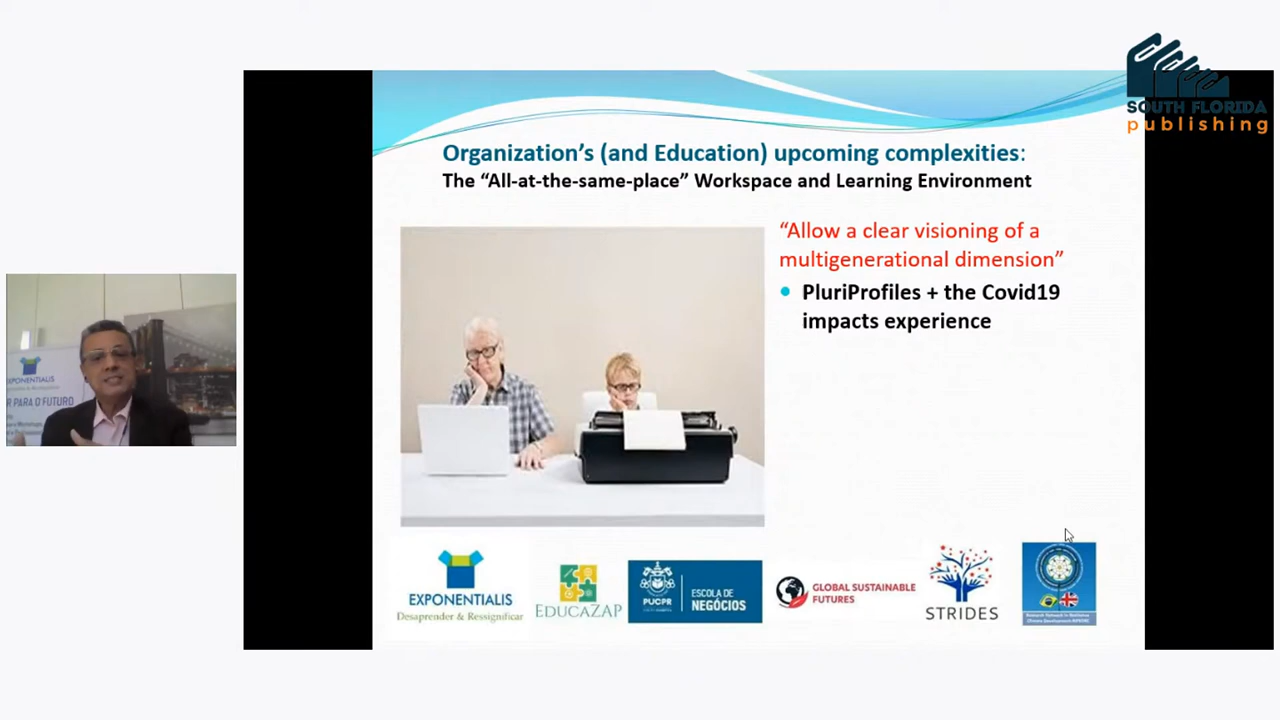 SOUTH FLORIDA
publishing
Organization's (and Education) upcoming complexities:
The “All-at-the-same-place” Workspace and Learning Environment
“Allow a clear visioning of a
multigenerational dimension”
PluriProfiles + the Covid19
impacts experience
EXPONENTIALIS
R PARA O FUTURO
EXPONENTIALIS
Desaprender & Ressignificar
EDUCAZAP
PUCPR
ESCOLA DE
NEGÓCIOS
GLOBAL SUSTAINABLE
FUTURES
STRIDES